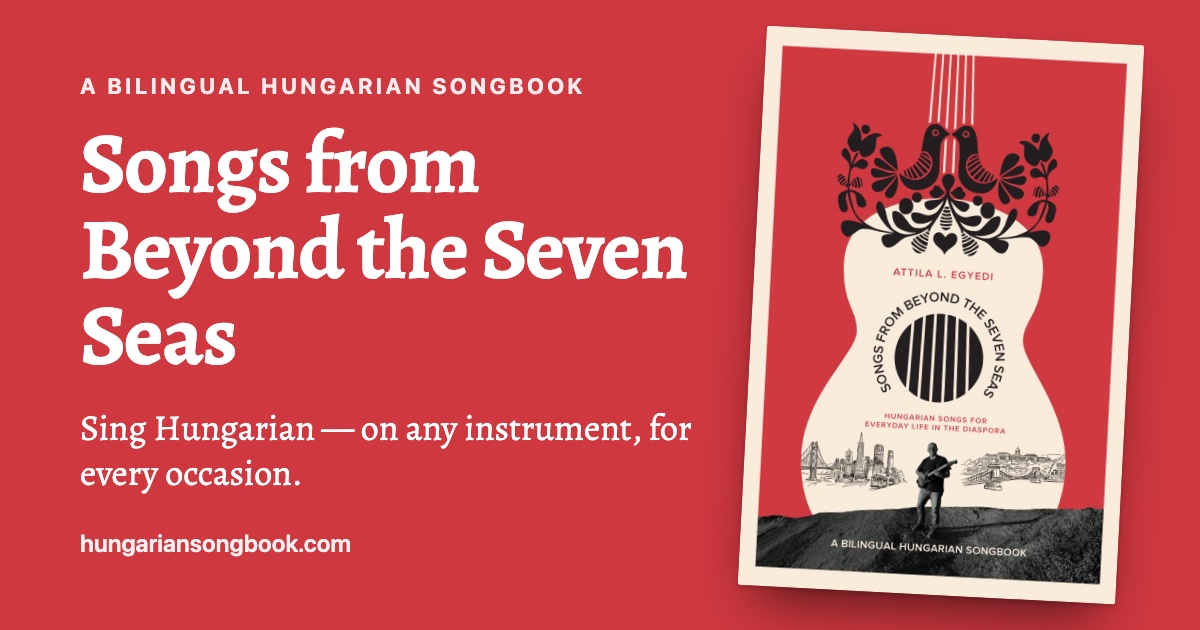 A BILINGUAL HUNGARIAN SONGBOOK
Songs from
Beyond the Seven
Seas
Sing Hungarian — on any instrument, for
every occasion.
hungariansongbook.com
ATTILA L. EGYEDI
SONGS FROM BEYOND THE SEVEN SEAS
HUNGARIAN SONGS FOR
EVERYDAY LIFE IN THE DIASPORA
A BILINGUAL HUNGARIAN SONGBOOK